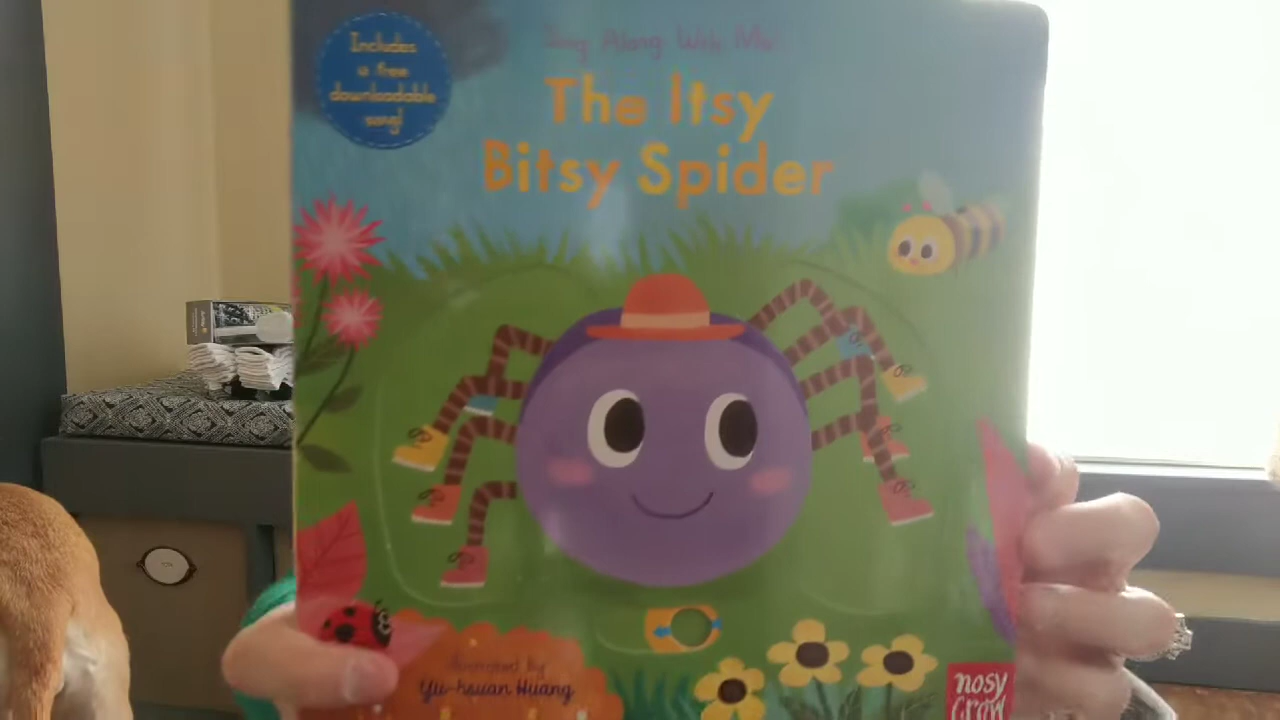 Includes
a free
downloadable
song!
Sing Along With Me!
The Itsy
Bitsy Spider
illustrated by
Yu-hsuan Huang
nosy
crow